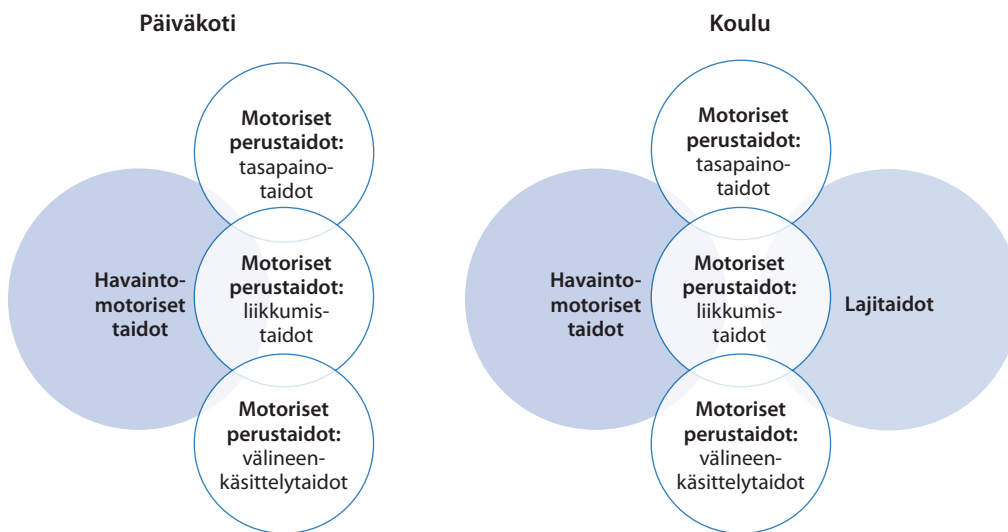 Päiväkoti
Motoriset
perustaidot:
tasapaino-
taidot
Havainto-
motoriset
taidot
Motoriset
perustaidot:
liikkumis-
taidot
Motoriset
perustaidot:
välineen-
käsittelytaidot
Koulu
Motoriset
perustaidot:
tasapaino-
taidot
Havainto-
motoriset
taidot
Motoriset
perustaidot:
liikkumis-
taidot
Lajitaidot
Motoriset
perustaidot:
välineen-
käsittelytaidot